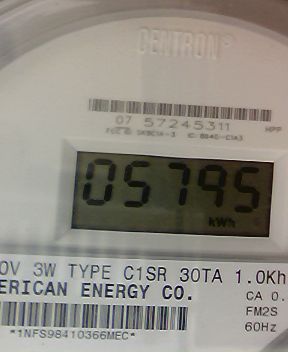 CENTRON®
07 57245311 HPP
05795
kWh
0V 3W TYPE C1SR 30TA 1.0Kh
ERICAN ENERGY CO.
CA 0.
FM2S
*1NFS98410366MEC*
60Hz